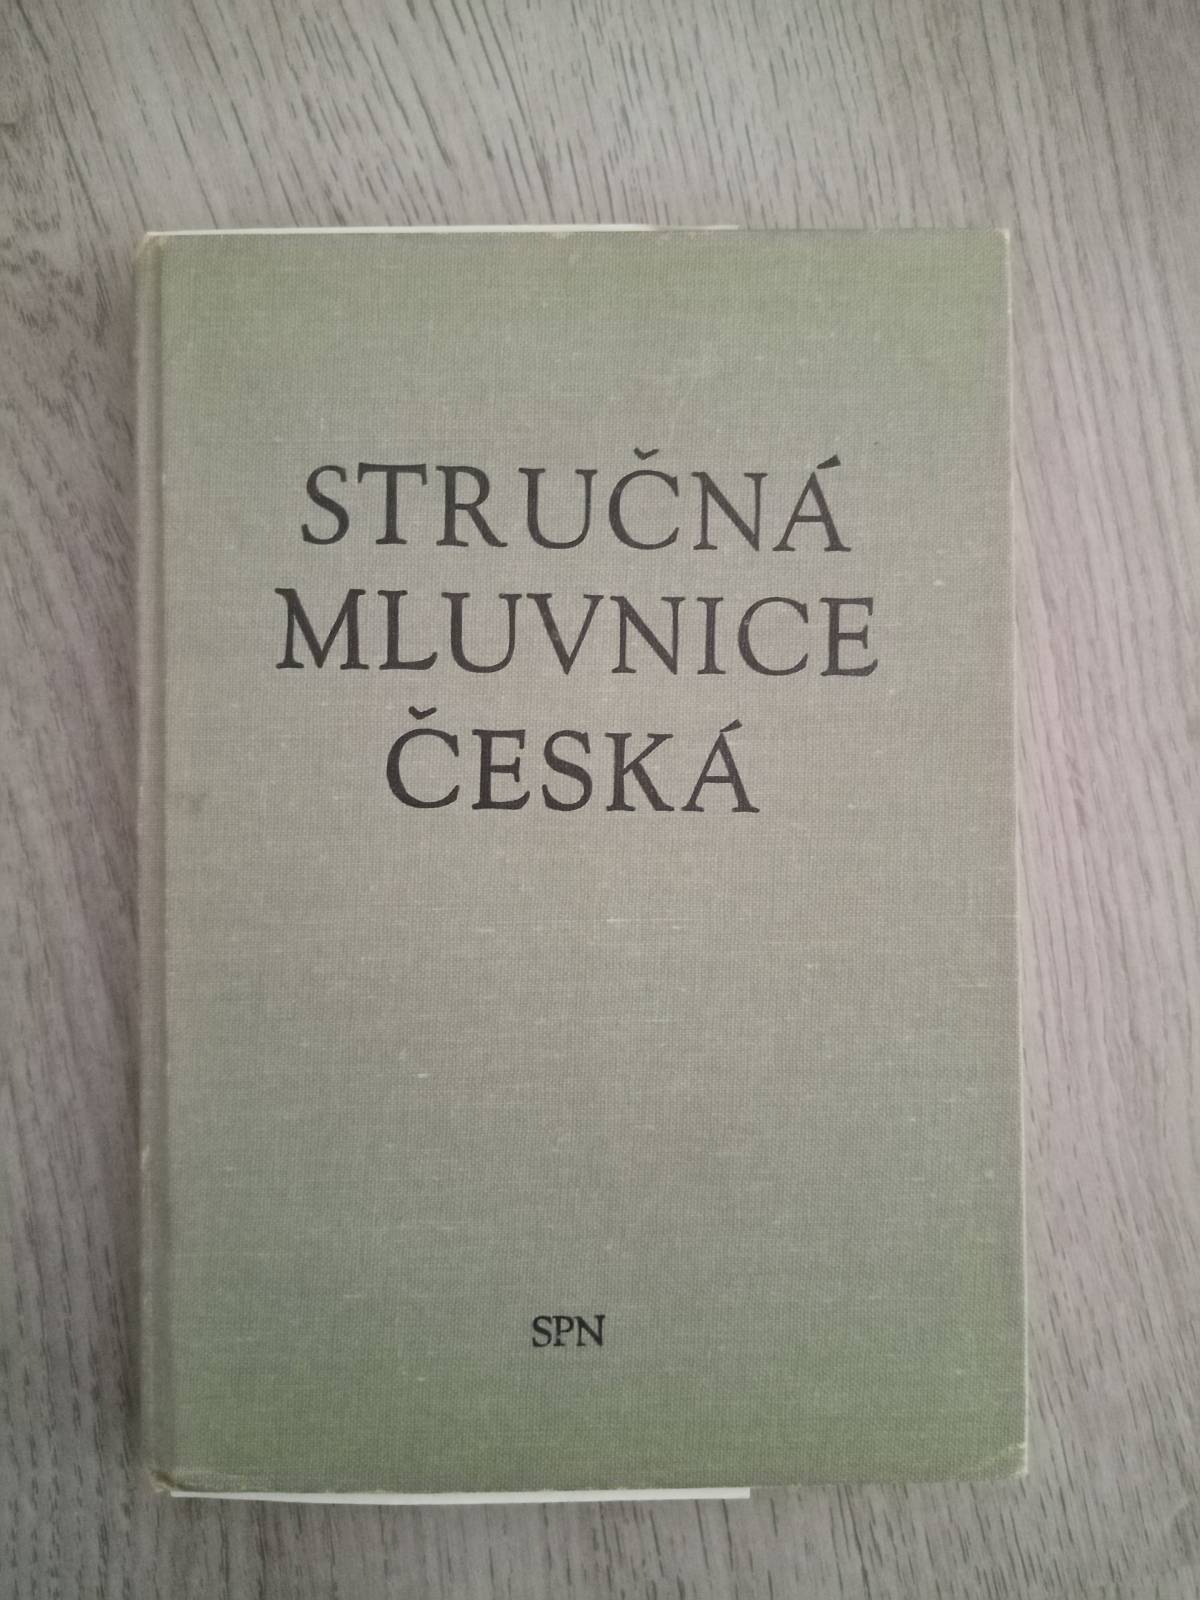 STRUČNÁ
MLUVNICE
ČESKÁ
SPN